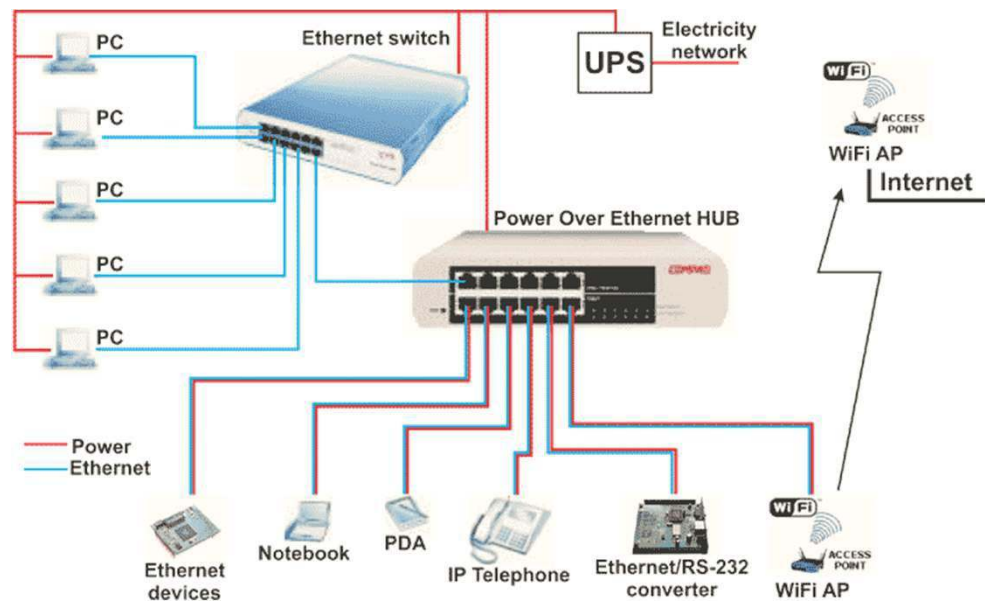 PC
Ethernet switch
UPS
Electricity
network
WiFi
ACCESS
POINT
WiFi AP
Internet
PC
PC
PC
PC
Power Over Ethernet HUB
Power
Ethernet
Ethernet
devices
Notebook
PDA
IP Telephone
Ethernet/RS-232
converter
WiFi
ACCESS
POINT
WiFi AP